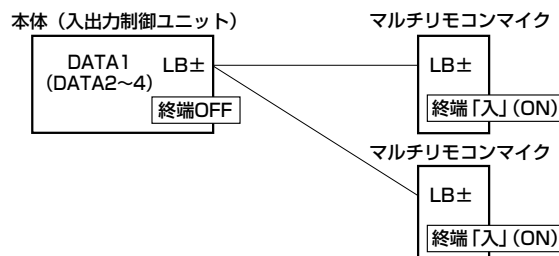 本体（入出力制御ユニット）
DATA1 LB±
(DATA2～4)
終端OFF
マルチリモコンマイク
LB±
終端「入」(ON)
マルチリモコンマイク
LB±
終端「入」(ON)